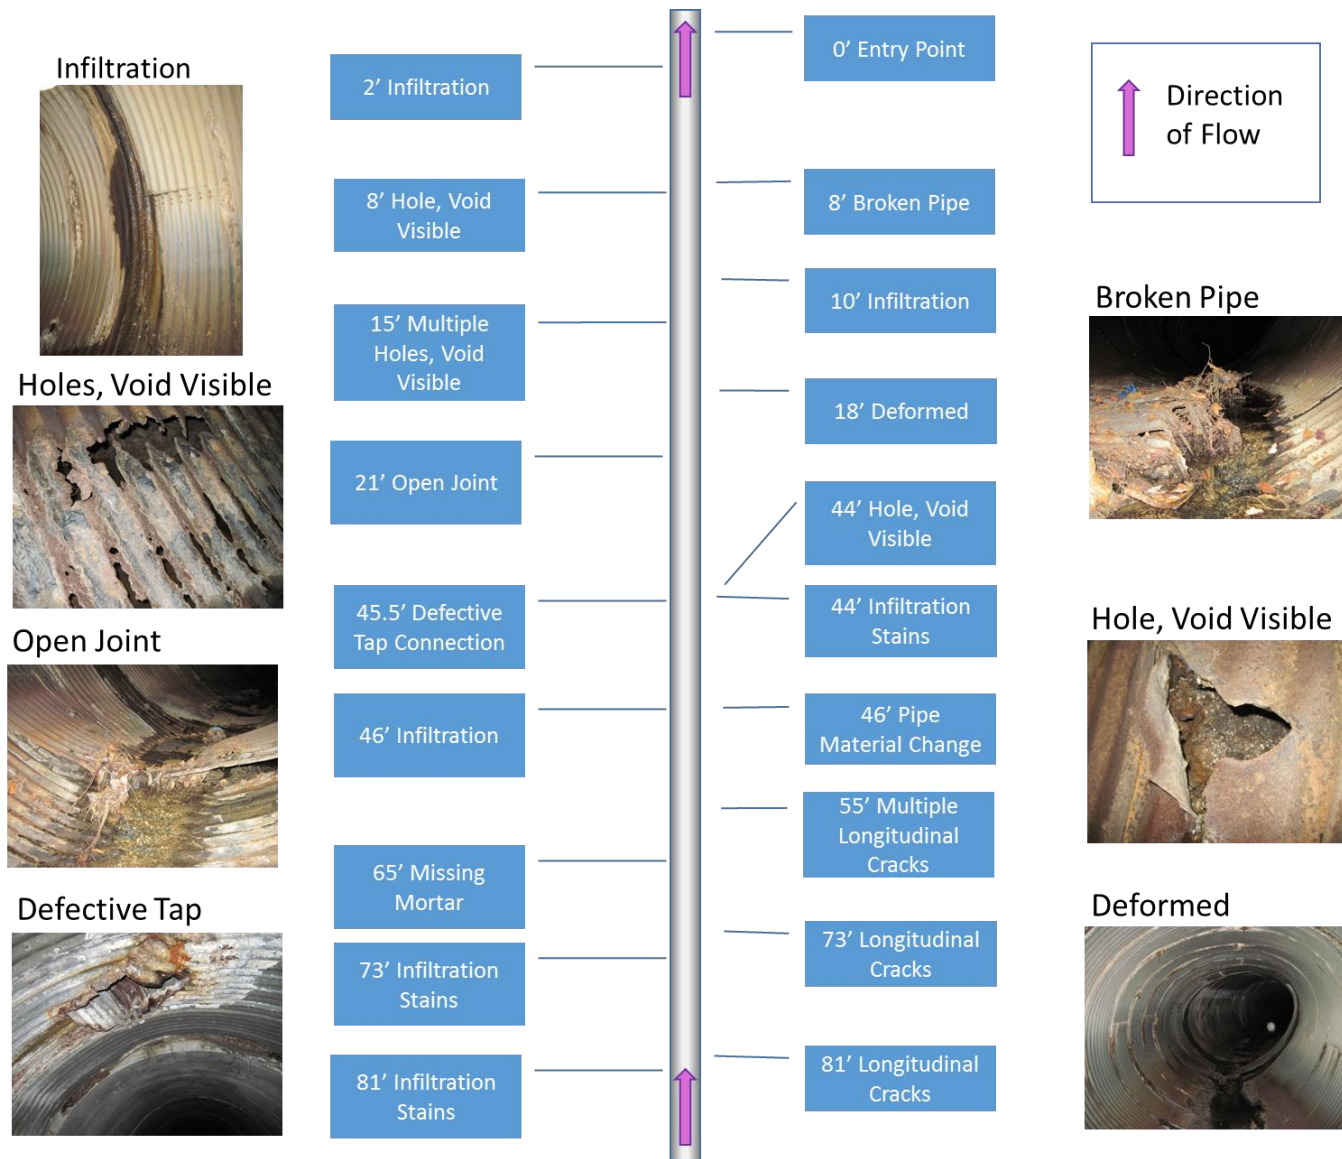 Infiltration
Holes, Void Visible
Open Joint
Defective Tap
2’ Infiltration
8’ Hole, Void
Visible
15’ Multiple
Holes, Void
Visible
21’ Open Joint
45.5’ Defective
Tap Connection
46’ Infiltration
65’ Missing
Mortar
73’ Infiltration
Stains
81’ Infiltration
Stains
0’ Entry Point
8’ Broken Pipe
10’ Infiltration
18’ Deformed
44’ Hole, Void
Visible
44’ Infiltration
Stains
46’ Pipe
Material Change
55’ Multiple
Longitudinal
Cracks
73’ Longitudinal
Cracks
81’ Longitudinal
Cracks
Direction
of Flow
Broken Pipe
Hole, Void Visible
Deformed